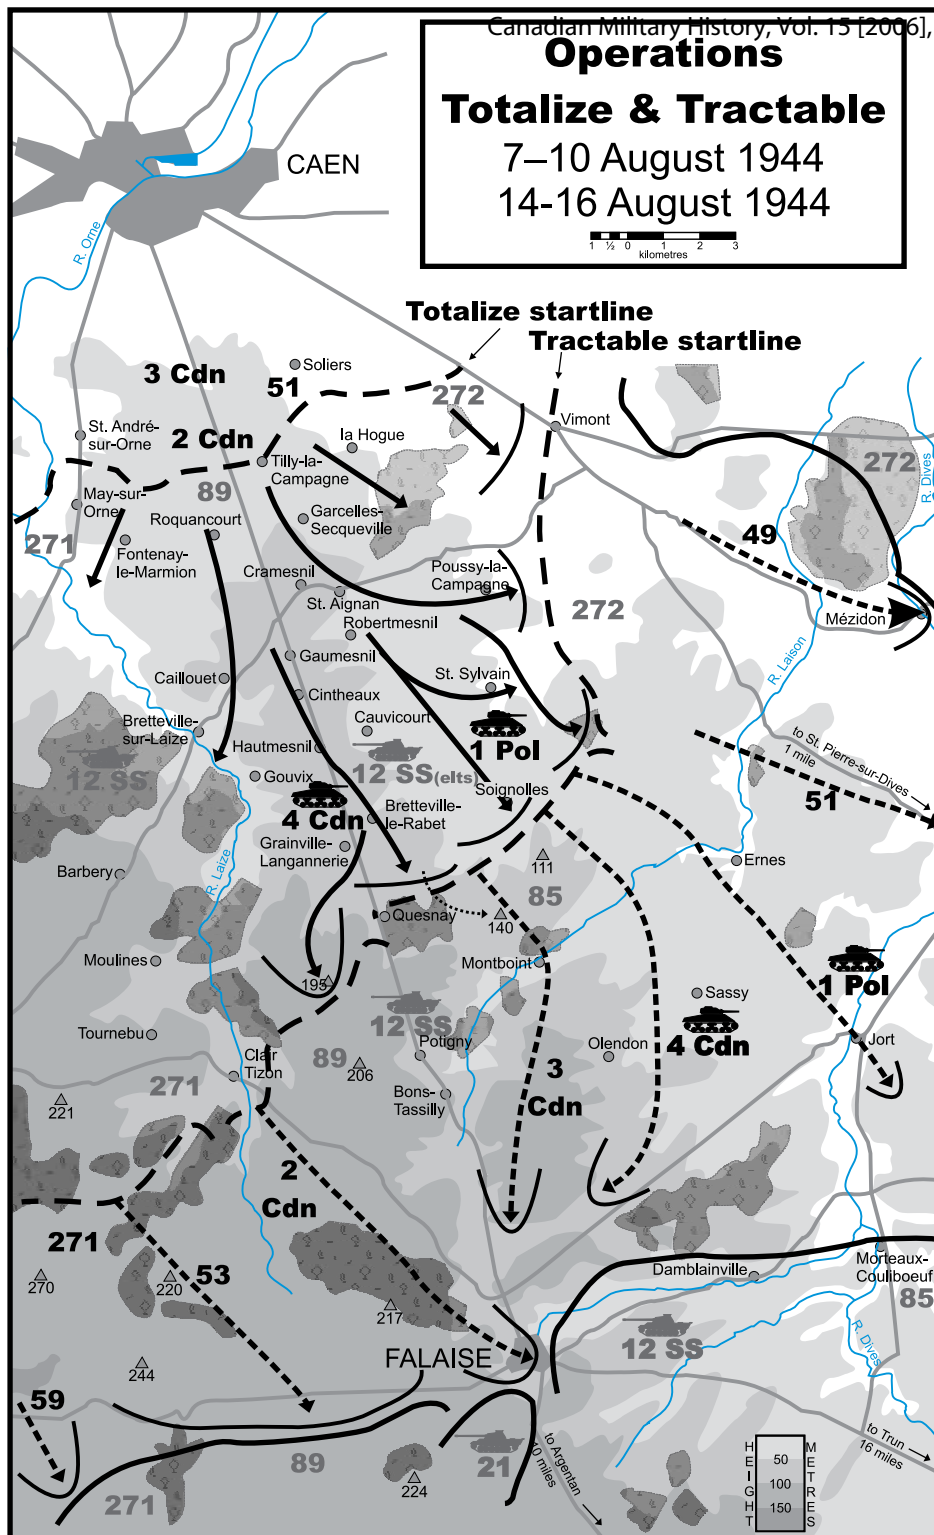 Canadian Military History, Vol. 15 [2006],
Operations
Totalize & Tractable
7–10 August 1944
14-16 August 1944
1 ½ 0 1 2 3
kilometres
CAEN
R. Orne
Totalize startline
Tractable startline
3 Cdn
51
Soliers
272
Vimont
St. André-
sur-Orne
2 Cdn
la Hogue
Tilly-la-
Campagne
272
R. Dives
89
May-sur-
Orne
Roquancourt
Garcelles-
Secqueville
49
271
Fontenay-
le-Marmion
Cramesnil
Poussy-la-
Campagne
St. Aignan
272
Mézidon
Robertmesnil
Gaumesnil
R. Laison
Caillouet
St. Sylvain
Cintheaux
Bretteville-
sur-Laize
Cauvicourt
1 Pol
Hautmesnil
to St. Pierre-sur-Dives
1 mile
12 SS
12 SS(elts)
Gouvix
Soignolles
51
4 Cdn
Bretteville-
le-Rabet
Grainville-
Langannerie
111
Ernes
Barbery
R. Laize
85
Quesnay
140
Moulines
Montboint
195
1 Pol
Sassy
12 SS
Tournebu
4 Cdn
Potigny
Jort
Clair
Tizon
89
206
Olendon
271
3
Cdn
221
Bons-
Tassilly
2
Cdn
271
Morteaux-
Couliboeuf
Damblainville
270
220
53
85
217
R. Dives
12 SS
FALAISE
244
59
to Argentan
10 miles
to Trun
16 miles
21
89
271
224
HEIGHT
METRES
50
100
150